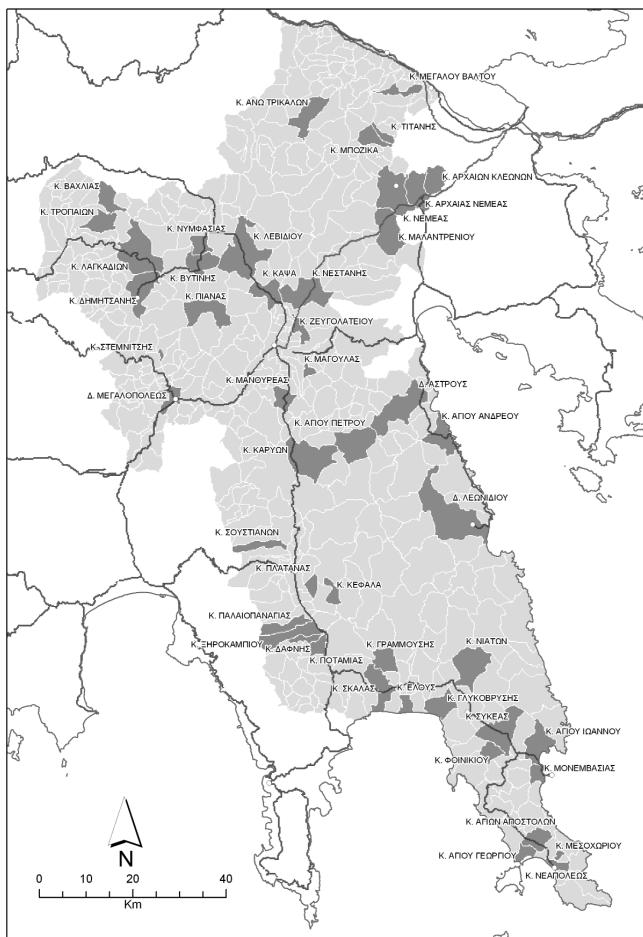 Κ. ΜΕΓΑΛΟΥ ΒΑΛΤΟΥ
Κ. ΑΝΩ ΤΡΙΚΑΛΩΝ
Κ. ΤΙΤΑΝΗΣ
Κ. ΜΠΟΖΙΚΑ
Κ. ΑΡΧΑΙΩΝ ΚΛΕΩΝΩΝ
Κ. ΒΑΧΛΙΑΣ
Κ. ΑΡΧΑΙΑΣ ΝΕΜΕΑΣ
Κ. ΤΡΟΠΑΙΩΝ
Κ. ΝΕΜΕΑΣ
Κ. ΝΥΜΦΑΣΙΑΣ
Κ. ΛΕΒΙΔΙΟΥ
Κ. ΜΑΛΑΝΤΡΕΝΙΟΥ
Κ. ΛΑΓΚΑΔΙΩΝ
Κ. ΚΑΨΑ
Κ. ΝΕΣΤΑΝΗΣ
Κ. ΒΥΤΙΝΗΣ
Κ. ΠΙΑΝΑΣ
Κ. ΔΗΜΗΤΣΑΝΗΣ
Κ. ΖΕΥΓΟΛΑΤΕΙΟΥ
Κ. ΣΤΕΜΝΙΤΣΗΣ
Κ. ΜΑΓΟΥΛΑΣ
Κ. ΜΑΝΘΥΡΕΑΣ
Δ. ΑΣΤΡΟΥΣ
Δ. ΜΕΓΑΛΟΠΟΛΕΩΣ
Κ. ΑΓΙΟΥ ΑΝΔΡΕΟΥ
Κ. ΑΓΙΟΥ ΠΕΤΡΟΥ
Κ. ΚΑΡΥΩΝ
Δ. ΛΕΩΝΙΔΙΟΥ
Κ. ΣΟΥΣΤΙΑΝΩΝ
Κ. ΠΛΑΤΑΝΑΣ
Κ. ΚΕΦΑΛΑ
Κ. ΠΑΛΑΙΟΠΑΝΑΓΙΑΣ
Κ. ΞΗΡΟΚΑΜΠΙΟΥ
Κ. ΔΑΦΝΗΣ
Κ. ΓΡΑΜΜΟΥΣΗΣ
Κ. ΝΙΑΤΩΝ
Κ. ΠΟΤΑΜΙΑΣ
Κ. ΣΚΑΛΑΣ
Κ. ΕΛΟΥΣ
Κ. ΓΛΥΚΟΒΡΥΣΗΣ
Κ. ΣΥΚΕΑΣ
Κ. ΑΓΙΟΥ ΙΩΑΝΝΟΥ
Κ. ΦΟΙΝΙΚΙΟΥ
Κ. ΜΟΝΕΜΒΑΣΙΑΣ
Κ. ΑΓΙΩΝ ΑΠΟΣΤΟΛΩΝ
Κ. ΜΕΣΟΧΩΡΙΟΥ
Κ. ΑΓΙΟΥ ΓΕΩΡΓΙΟΥ
Κ. ΝΕΑΠΟΛΕΩΣ
N
0 10 20 40
Km